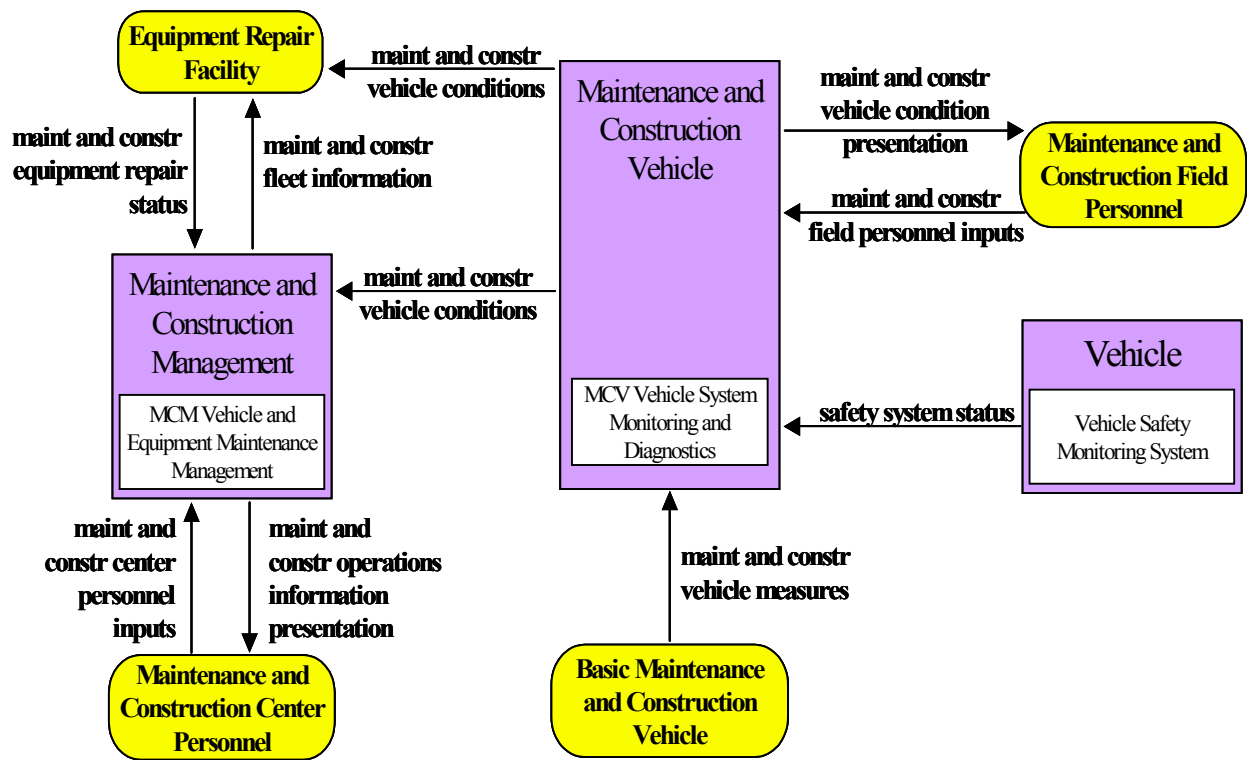 Equipment Repair
Facility
maint and constr
vehicle conditions
Maintenance and
Construction
Vehicle
maint and constr
vehicle condition
presentation
Maintenance and
Construction Field
Personnel
maint and constr
equipment repair
status
maint and constr
fleet information
maint and constr
field personnel inputs
Maintenance and
Construction
Management
maint and constr
vehicle conditions
Vehicle
MCM Vehicle and
Equipment Maintenance
Management
MCV Vehicle System
Monitoring and
Diagnostics
safety system status
Vehicle Safety
Monitoring System
maint and
constr center
personnel
inputs
maint and
constr operations
information
presentation
maint and constr
vehicle measures
Maintenance and
Construction Center
Personnel
Basic Maintenance
and Construction
Vehicle